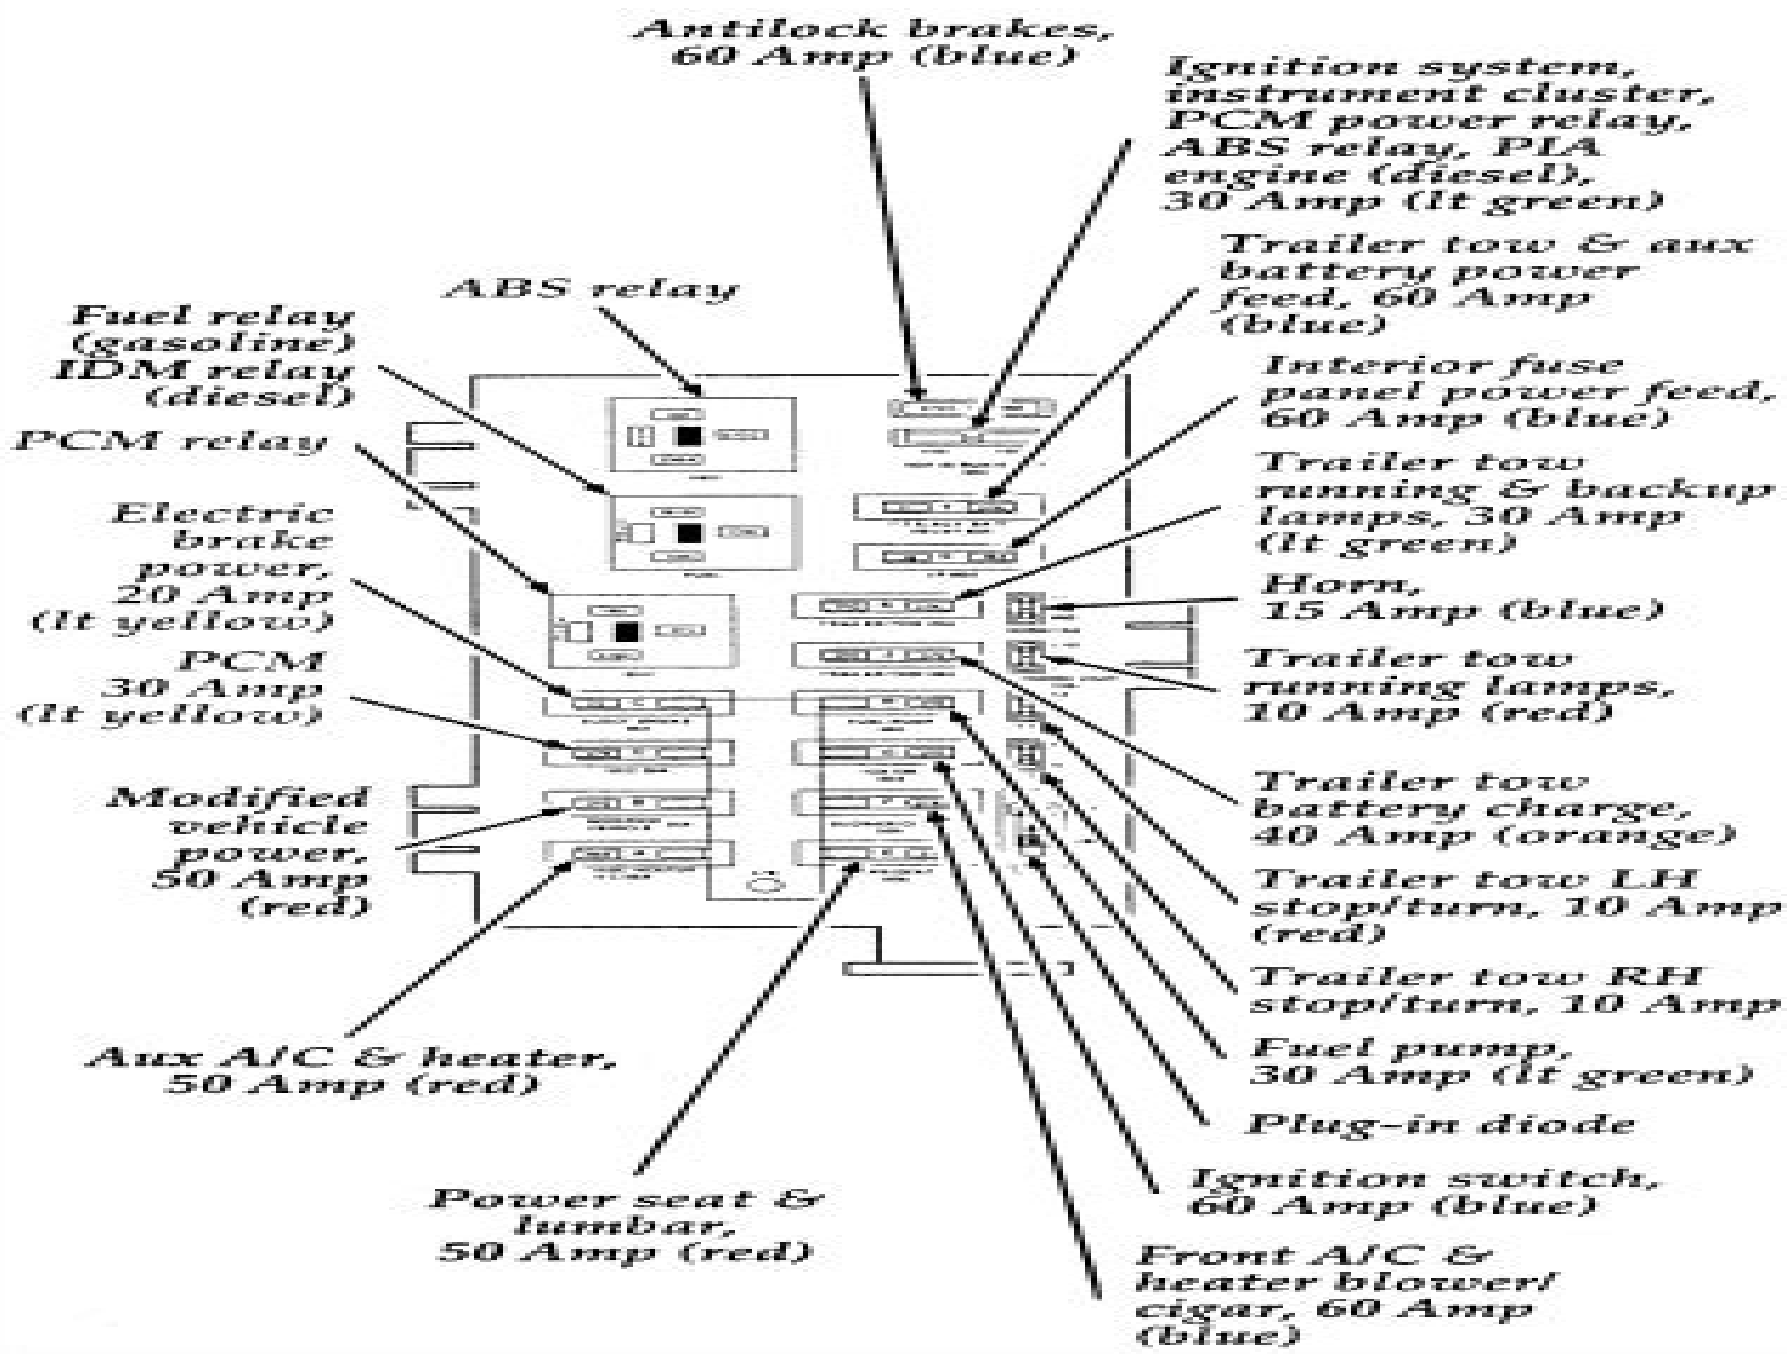 Antilock brakes,
60 Amp (blue)
Ignition system,
instrument cluster,
PCM power relay,
ABS relay, PIA
engine (diesel),
30 Amp (lt green)
Trailer tow & aux
battery power
feed, 60 Amp
(blue)
ABS relay
Fuel relay
(gasoline)
IDM relay
(diesel)
Interior fuse
panel power feed,
60 Amp (blue)
PCM relay
Trailer tow
running & backup
lamps, 30 Amp
(lt green)
Electric
brake
power,
20 Amp
(lt yellow)
Horn,
15 Amp (blue)
PCM
30 Amp
(lt yellow)
Trailer tow
running lamps,
10 Amp (red)
Modified
vehicle
power,
50 Amp
(red)
Trailer tow
battery charge,
40 Amp (orange)
Trailer tow LH
stop/turn, 10 Amp
(red)
Trailer tow RH
stop/turn, 10 Amp
Aux A/C & heater,
50 Amp (red)
Fuel pump,
30 Amp (lt green)
Plug-in diode
Power seat &
lumbar,
50 Amp (red)
Ignition switch,
60 Amp (blue)
Front A/C &
heater blower/
cigar, 60 Amp
(blue)